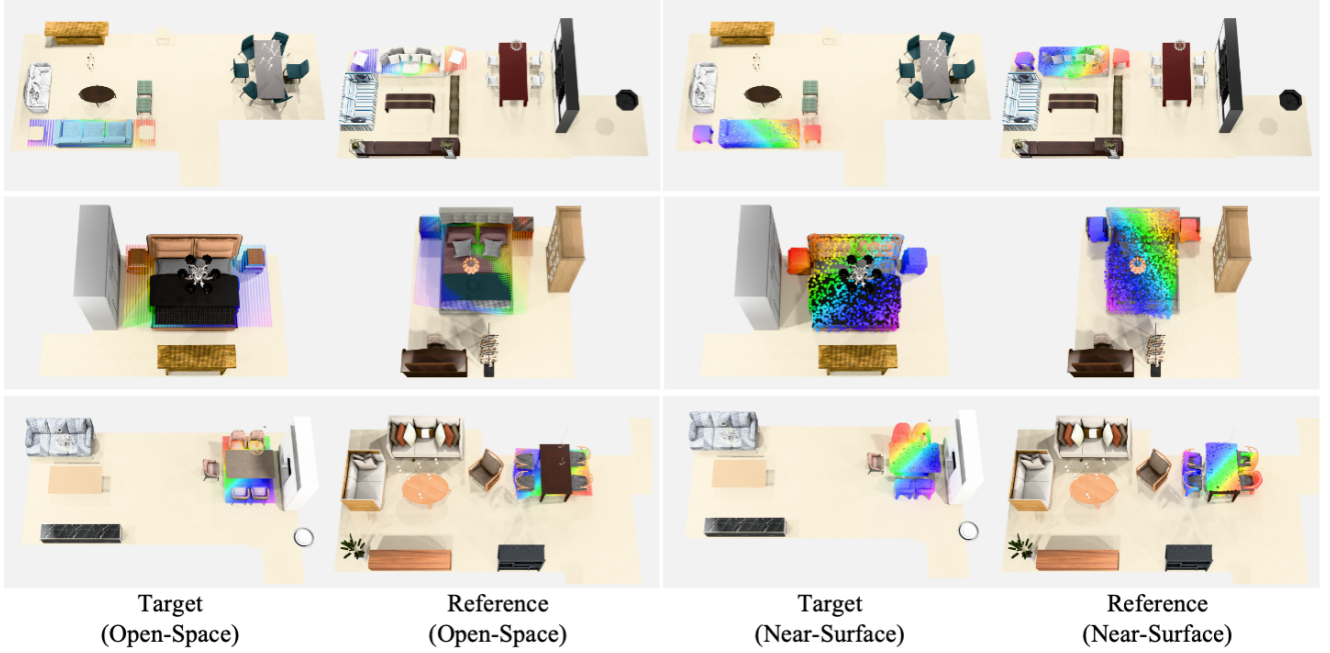 Target
(Open-Space)
Reference
(Open-Space)
Target
(Near-Surface)
Reference
(Near-Surface)